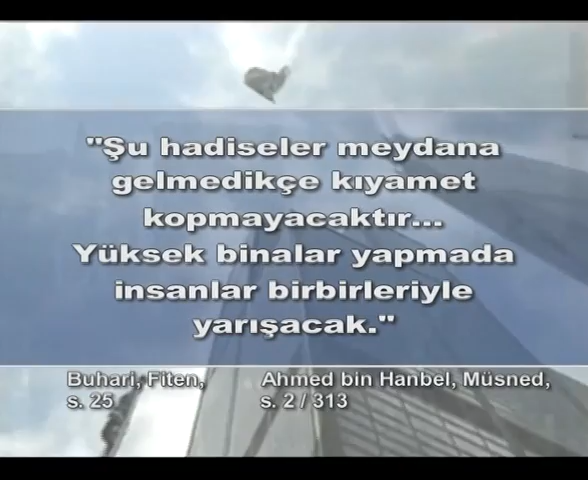 "Şu hadiseler meydana
gelmedikçe kıyamet
kopmayacaktır...
Yüksek binalar yapmada
insanlar birbirleriyle
yarışacak."
Buhari, Fiten, Ahmed bin Hanbel, Müsned,
s. 25 s. 2 / 313